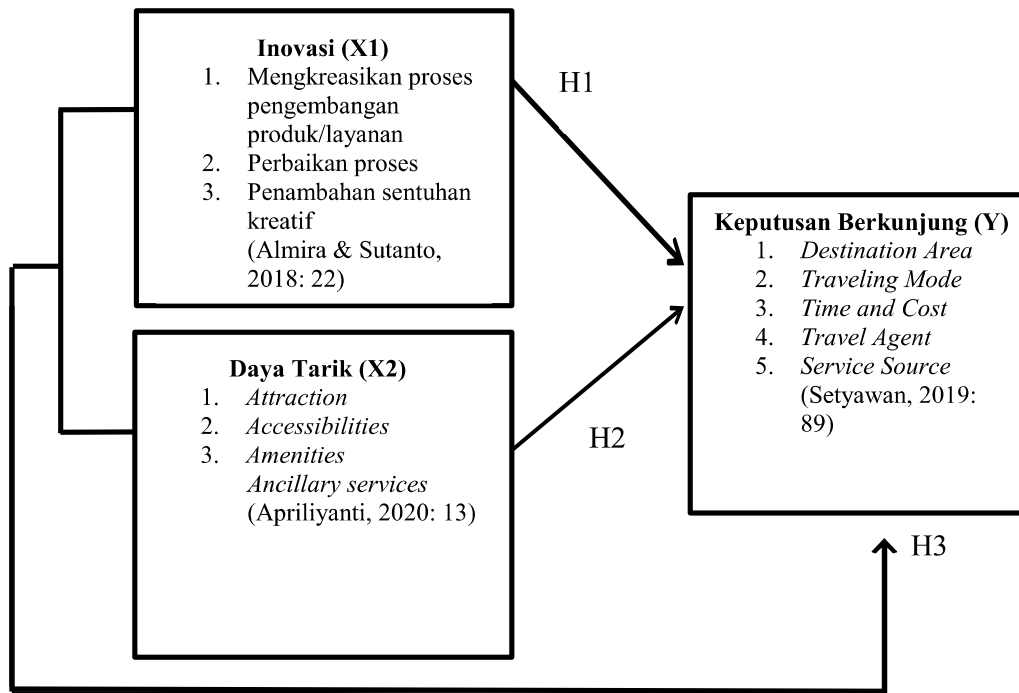 Inovasi (X1)
1. Mengkreasikan proses
pengembangan
produk/layanan
2. Perbaikan proses
3. Penambahan sentuhan
kreatif
(Almira & Sutanto,
2018: 22)
H1
Daya Tarik (X2)
1. Attraction
2. Accessibilities
3. Amenities
Ancillary services
(Apriliyanti, 2020: 13)
H2
Keputusan Berkunjung (Y)
1. Destination Area
2. Traveling Mode
3. Time and Cost
4. Travel Agent
5. Service Source
(Setyawan, 2019:
89)
H3